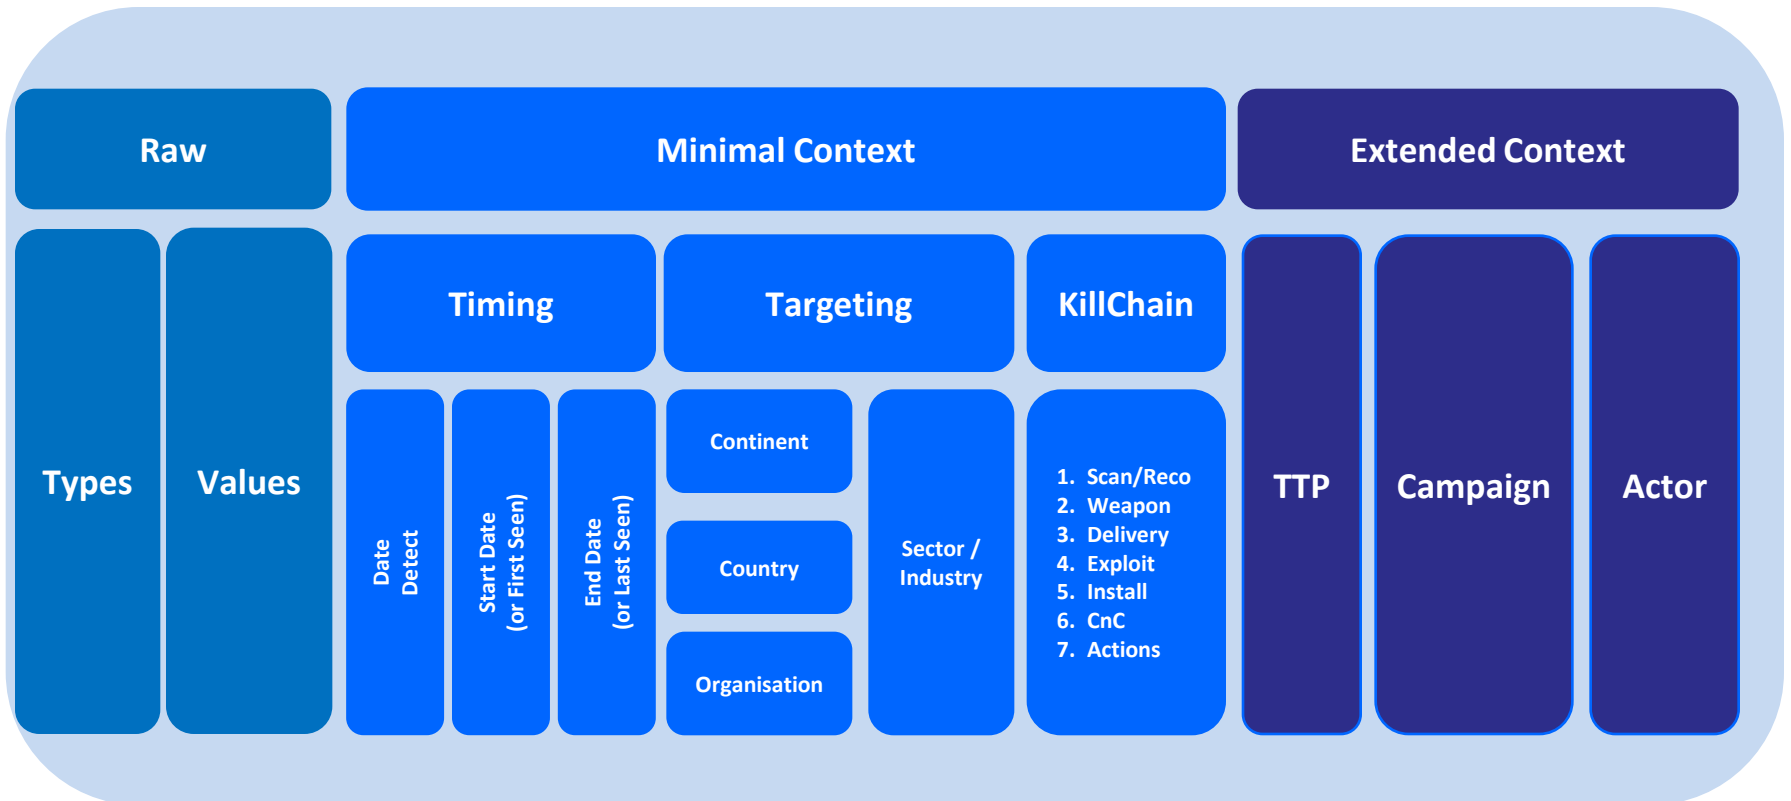 Raw
Minimal Context
Extended Context
Types
Values
Timing
Targeting
KillChain
TTP
Campaign
Actor
Date
Detect
Start Date
(or First Seen)
End Date
(or Last Seen)
Continent
Country
Organisation
Sector /
Industry
1. Scan/Reco
2. Weapon
3. Delivery
4. Exploit
5. Install
6. CnC
7. Actions